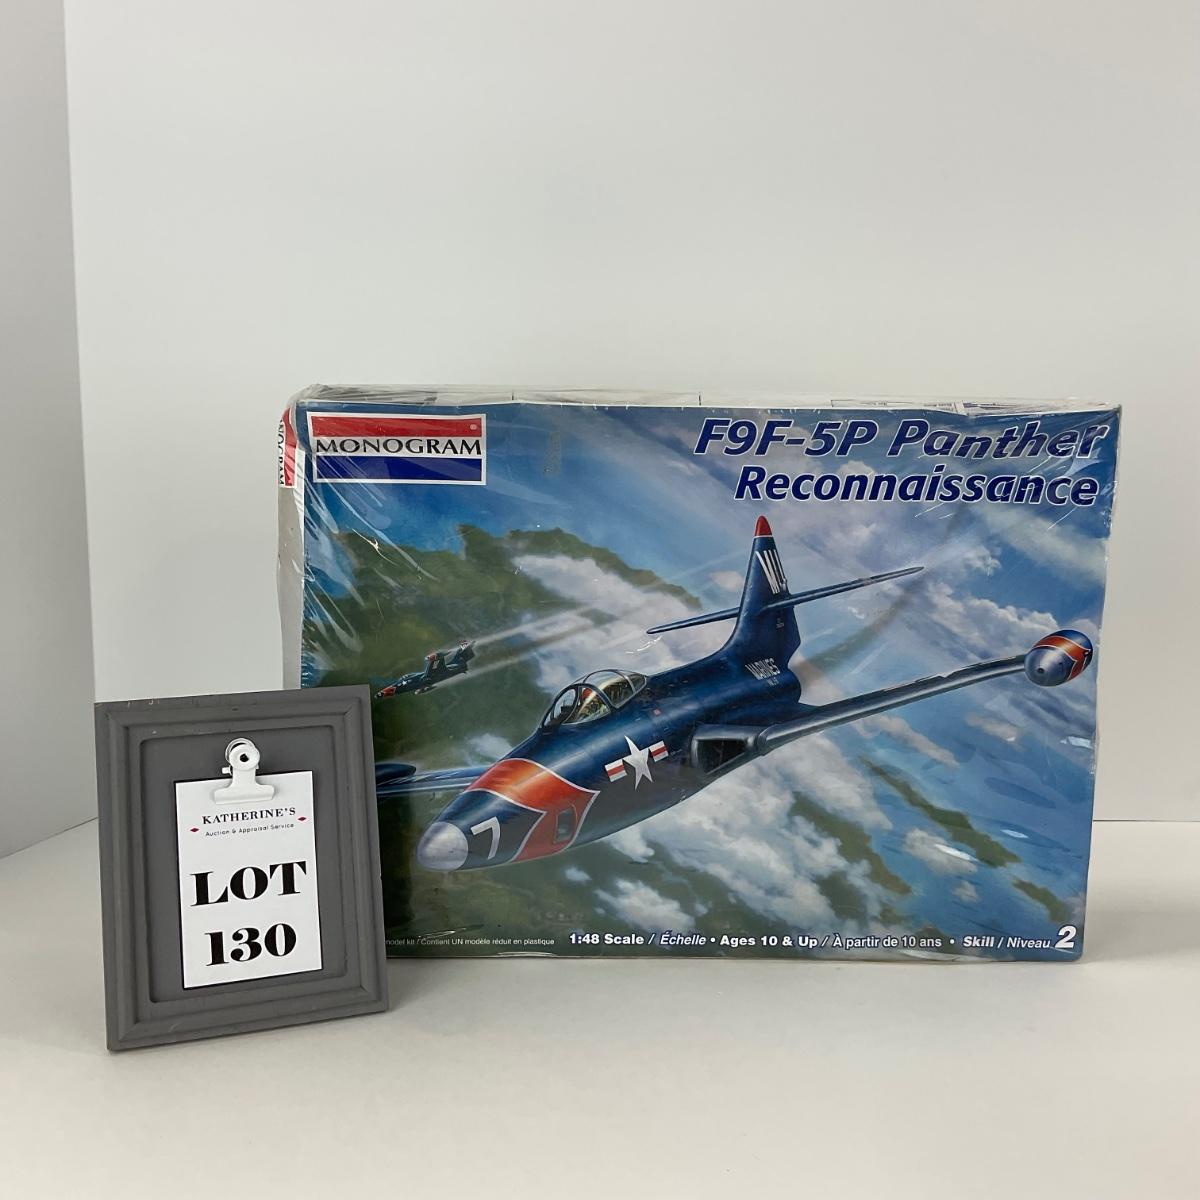 MONOGRAM
®
F9F-5P Panther
Reconnaissance
MARINES
7
model kit / Contient UN modèle réduit en plastique
1:48 Scale / Échelle • Ages 10 & Up / À partir de 10 ans • Skill / Niveau 2
KATHERINE'S
Auction & Appraisal Service
LOT
130